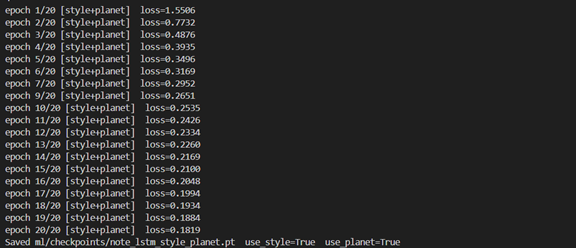 epoch 1/20 [style+planet]  loss=1.5506
epoch 2/20 [style+planet]  loss=0.7732
epoch 3/20 [style+planet]  loss=0.4876
epoch 4/20 [style+planet]  loss=0.3935
epoch 5/20 [style+planet]  loss=0.3496
epoch 6/20 [style+planet]  loss=0.3169
epoch 7/20 [style+planet]  loss=0.2952
epoch 9/20 [style+planet]  loss=0.2651
epoch 10/20 [style+planet]  loss=0.2535
epoch 11/20 [style+planet]  loss=0.2426
epoch 12/20 [style+planet]  loss=0.2334
epoch 13/20 [style+planet]  loss=0.2260
epoch 14/20 [style+planet]  loss=0.2169
epoch 15/20 [style+planet]  loss=0.2100
epoch 16/20 [style+planet]  loss=0.2048
epoch 17/20 [style+planet]  loss=0.1994
epoch 18/20 [style+planet]  loss=0.1934
epoch 19/20 [style+planet]  loss=0.1884
epoch 20/20 [style+planet]  loss=0.1819
Saved ml/checkpoints/note_lstm_style_planet.pt  use_style=True  use_planet=True